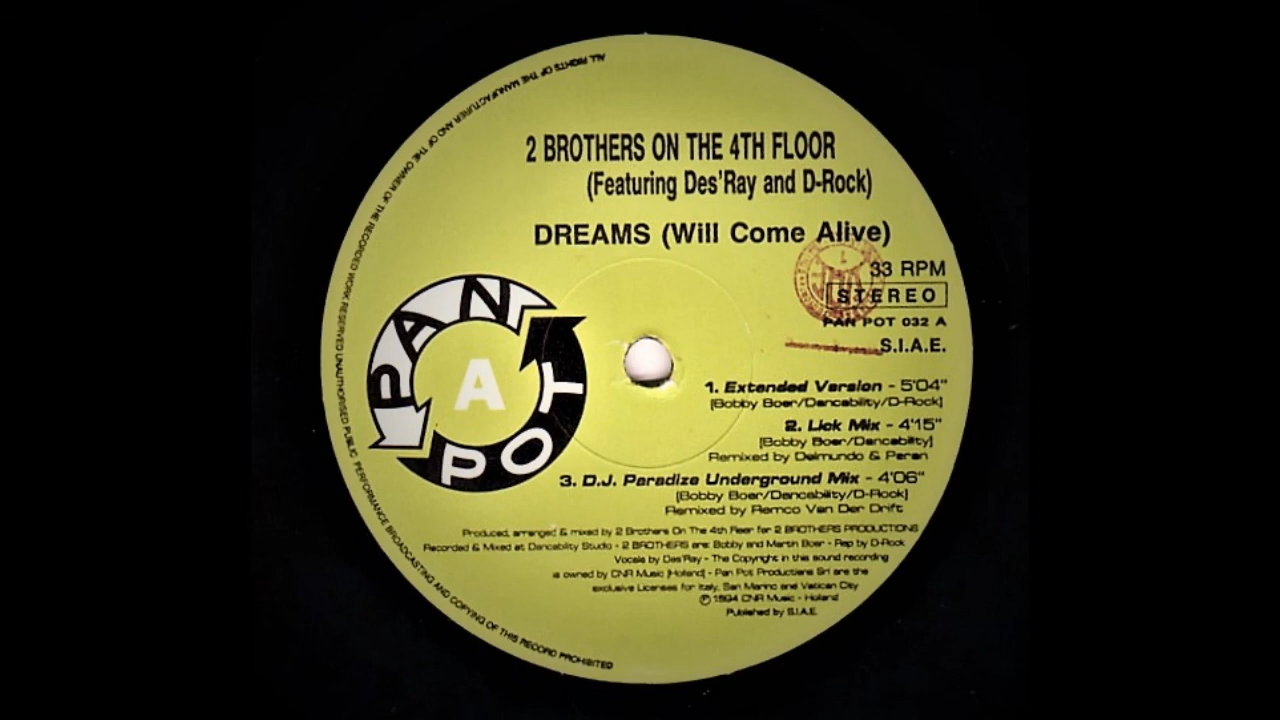 ALL RIGHTS OF THE MANUFACTURER AND OF THE OWNER OF THE RECORDED WORK RESERVED UNAUTHORISED PUBLIC PERFORMANCE BROADCASTING AND COPYING OF THIS RECORD PROHIBITED
2 BROTHERS ON THE 4TH FLOOR
(Featuring Des'Ray and D-Rock)
DREAMS (Will Come Alive)
33 RPM
STEREO
PAN POT 032 A
S.I.A.E.
PAN
A
POT
1. Extended Version - 5'04"
[Bobby Boer/Dancability/D-Rock]
2. Lick Mix - 4'15"
[Bobby Boer/Dancability]
Remixed by Delmundo & Peran
3. D.J. Paradize Underground Mix - 4'06"
[Bobby Boer/Dancability/D-Rock]
Remixed by Remco Van Der Drift
Produced, arranged & mixed by 2 Brothers On The 4th Floor for 2 BROTHERS PRODUCTIONS
Recorded & Mixed at Dancability Studio - 2 BROTHERS are: Bobby and Martin Boer - Rap by D-Rock
Vocals by Des'Ray - The Copyright in this sound recording
is owned by CNR Music (Holland) - Pan Pot Productions Srl are the
exclusive Licenses for Italy, San Marino and Vatican City
Ⓟ 1994 CNR Music - Holland
Published by S.I.A.E.